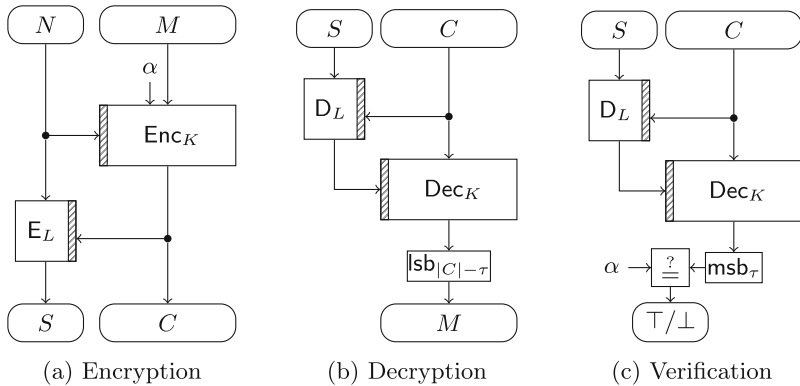 N M
α
Enc_K
E_L
S C
(a) Encryption
S C
D_L
Dec_K
lsb_{|C|−τ}
M
(b) Decryption
S C
D_L
Dec_K
α ≟ msb_τ
⊤/⊥
(c) Verification